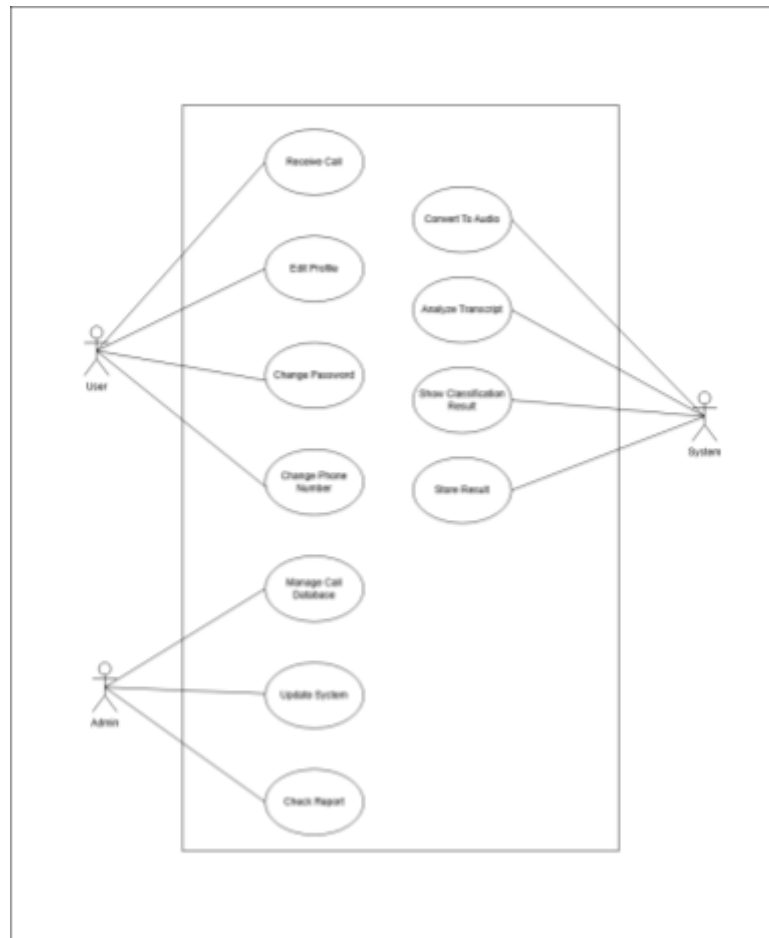 Receive Call
Convert To Audio
Edit Profile
Analyze Transcript
User
Change Password
Show Classification
Result
System
Change Phone
Number
Store Result
Manage Call
Database
Admin
Update System
Check Report